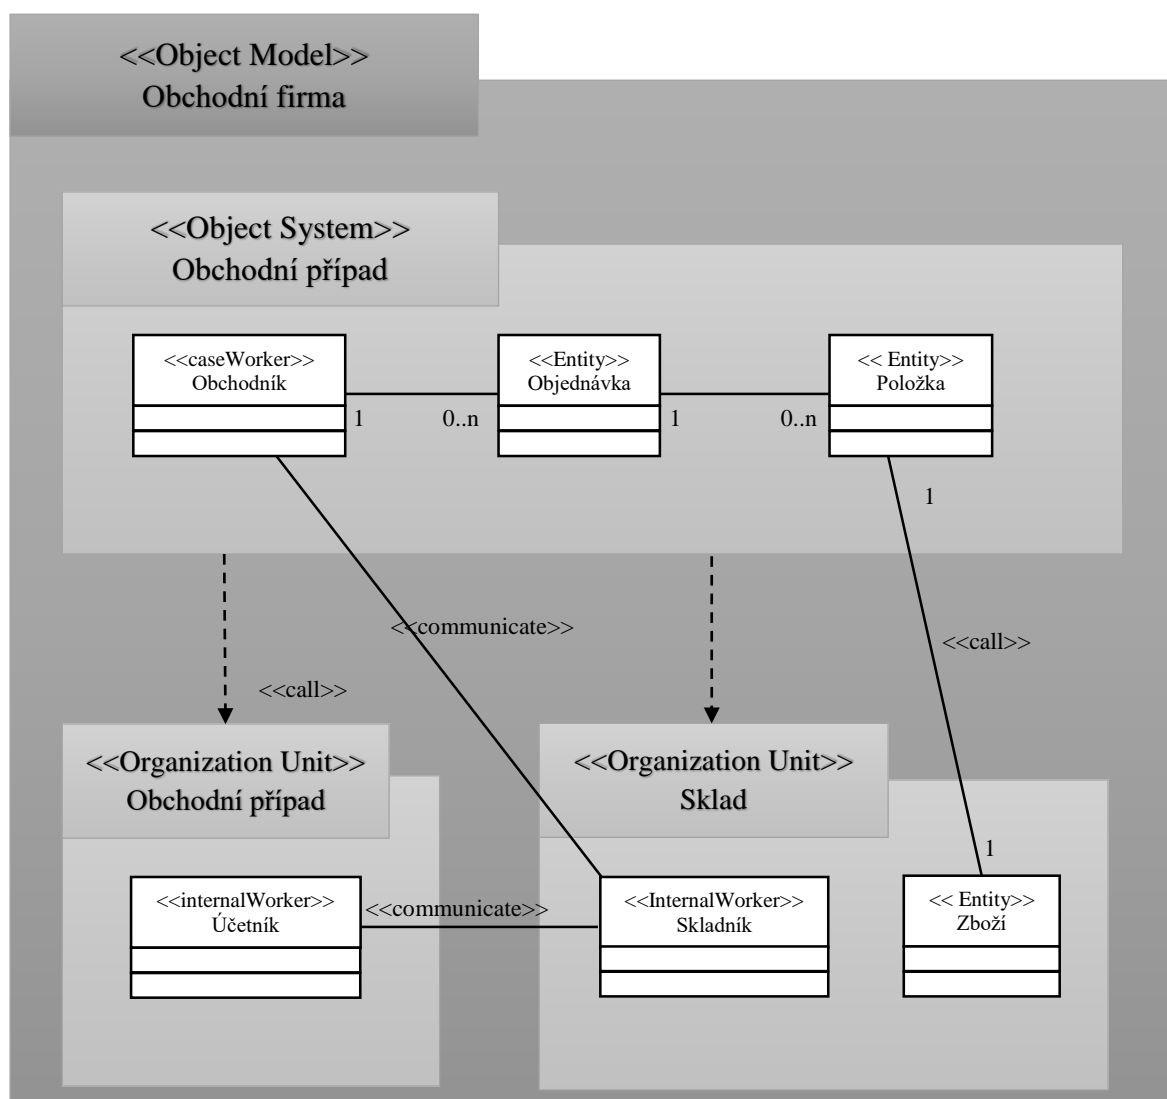 <<Object Model>>
Obchodní firma
<<Object System>>
Obchodní případ
<<caseWorker>>
Obchodník
<<Entity>>
Objednávka
<< Entity>>
Položka
1
0..n
1
0..n
1
<<communicate>>
<<call>>
<<call>>
<<Organization Unit>>
Obchodní případ
<<Organization Unit>>
Sklad
1
<<internalWorker>>
Účetník
<<communicate>>
<<InternalWorker>>
Skladník
<< Entity>>
Zboží